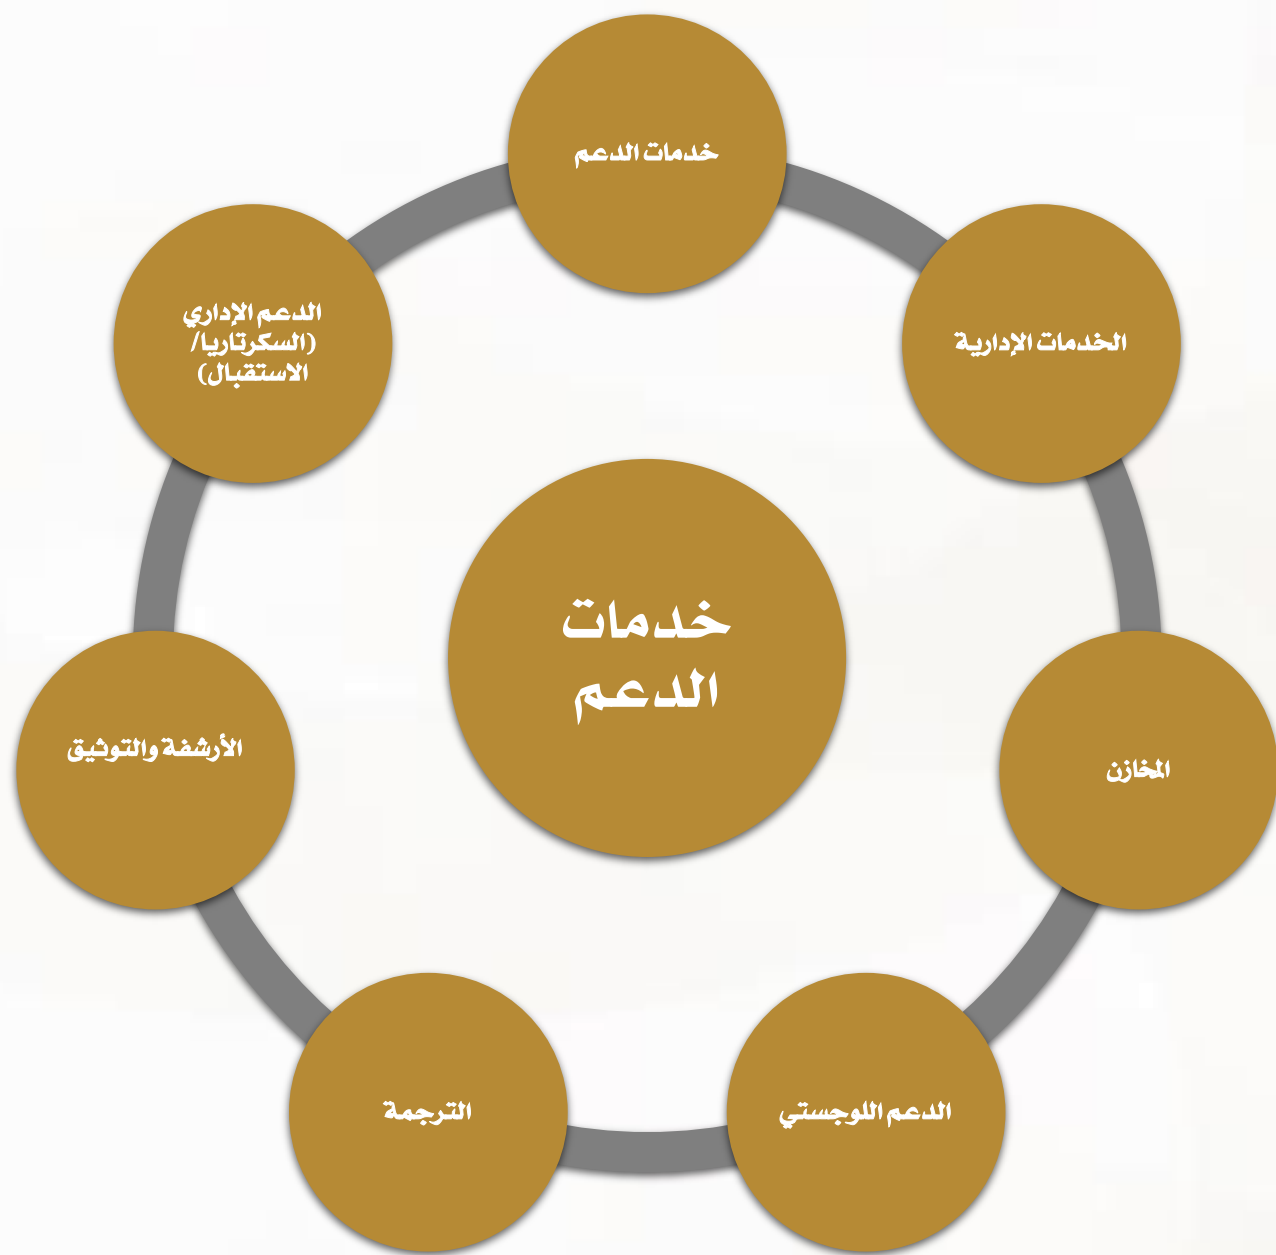 خدمات الدعم
الخدمات الإدارية
المخازن
الدعم اللوجستي
الترجمة
الأرشفة والتوثيق
الدعم الإداري
(السكرتاريا/
الاستقبال)
خدمات
الدعم